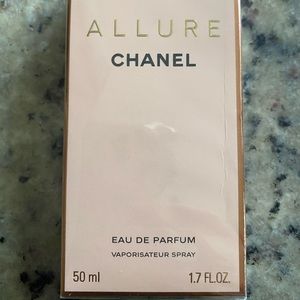 ALLURE
CHANEL
EAU DE PARFUM
VAPORISATEUR SPRAY
50 ml 1.7 FL.OZ.